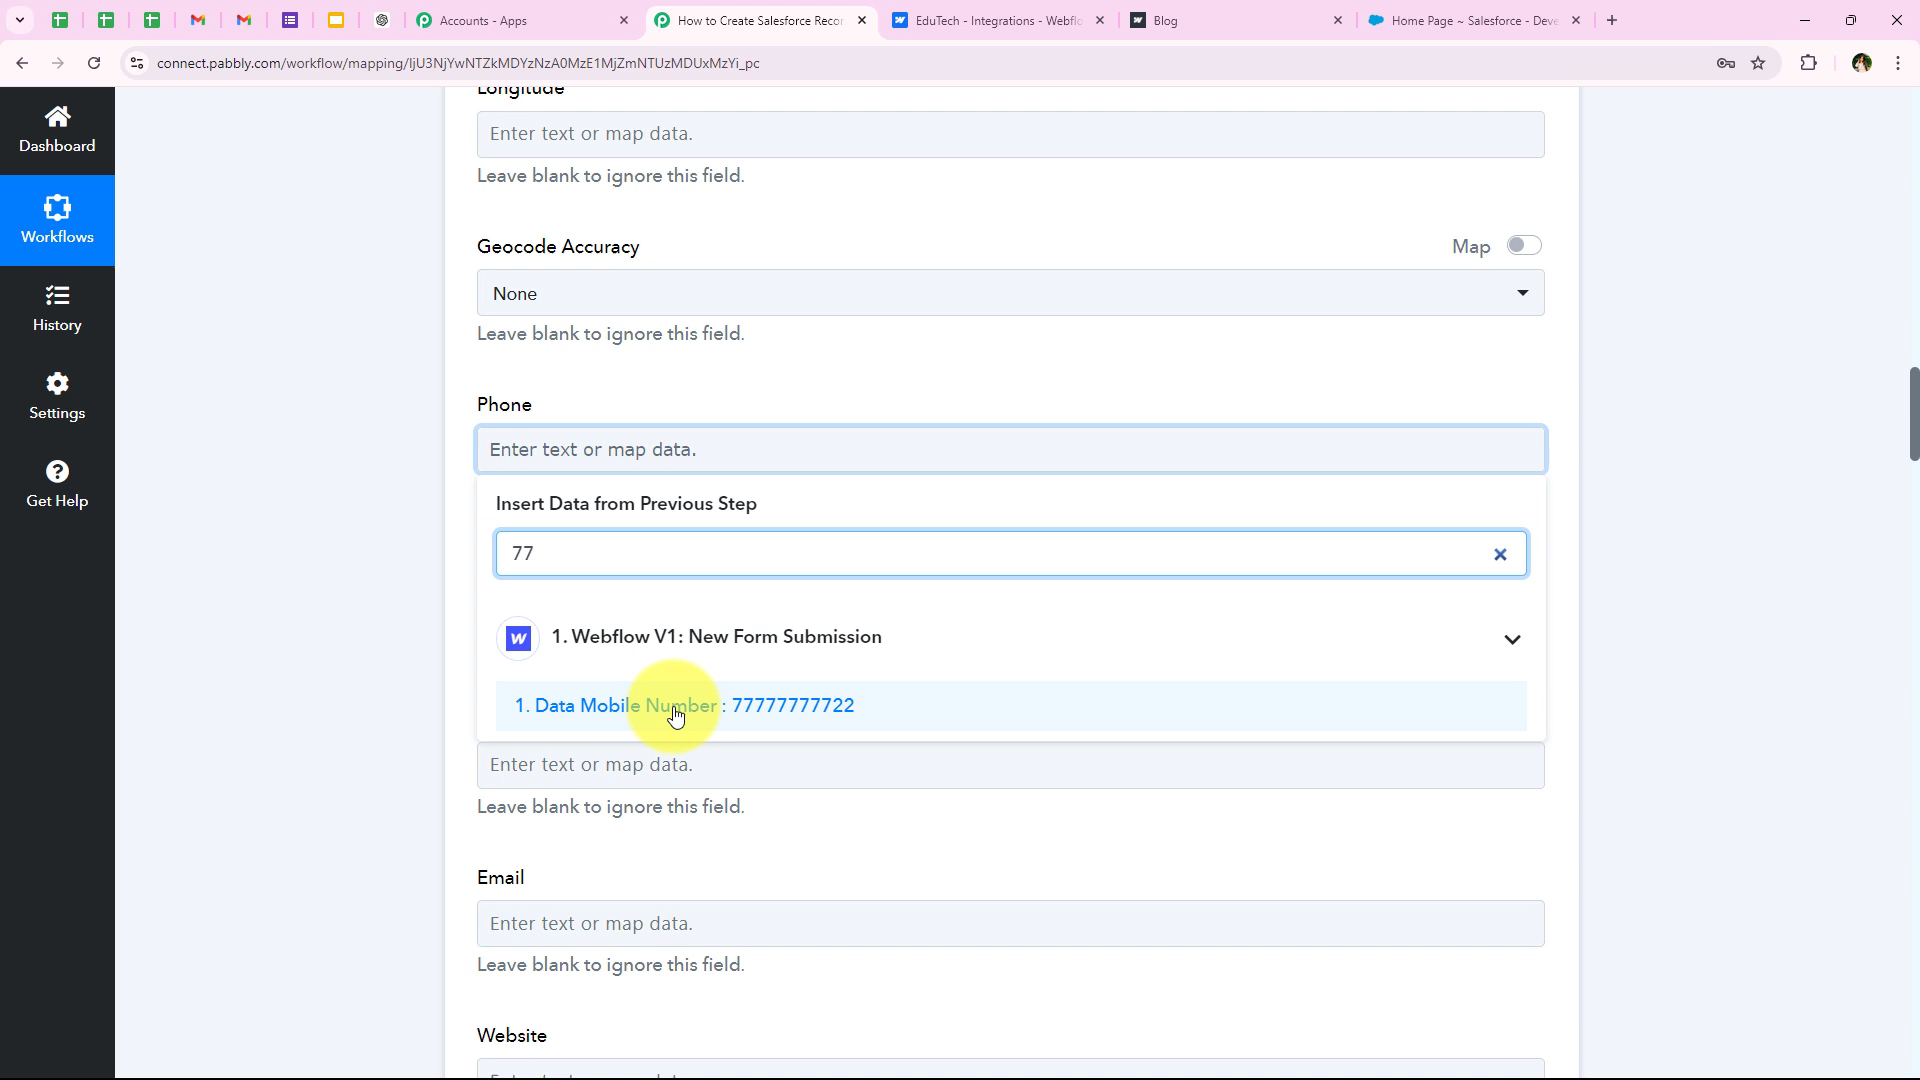 Accounts - Apps
How to Create Salesforce Recor
EduTech - Integrations - Webflo
Blog
Home Page ~ Salesforce - Deve
connect.pabbly.com/workflow/mapping/IjU3NjYwNTZkMDYzNzA0MzE1MjZmNTUzMDUxMzYi_pc
Dashboard
Workflows
History
Settings
Get Help
Longitude
Enter text or map data.
Leave blank to ignore this field.
Geocode Accuracy
Map
None
Leave blank to ignore this field.
Phone
Enter text or map data.
Insert Data from Previous Step
77
1. Webflow V1: New Form Submission
1. Data Mobile Number : 77777777722
Enter text or map data.
Leave blank to ignore this field.
Email
Enter text or map data.
Leave blank to ignore this field.
Website